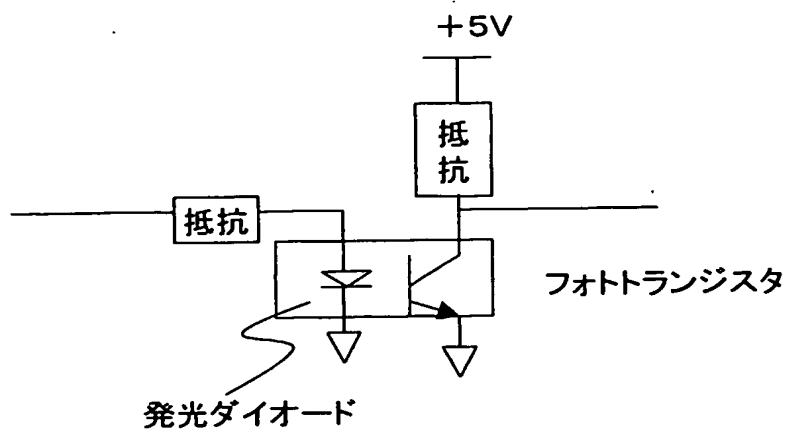 ＋5V
抵
抗
抵抗
フォトトランジスタ
発光ダイオード